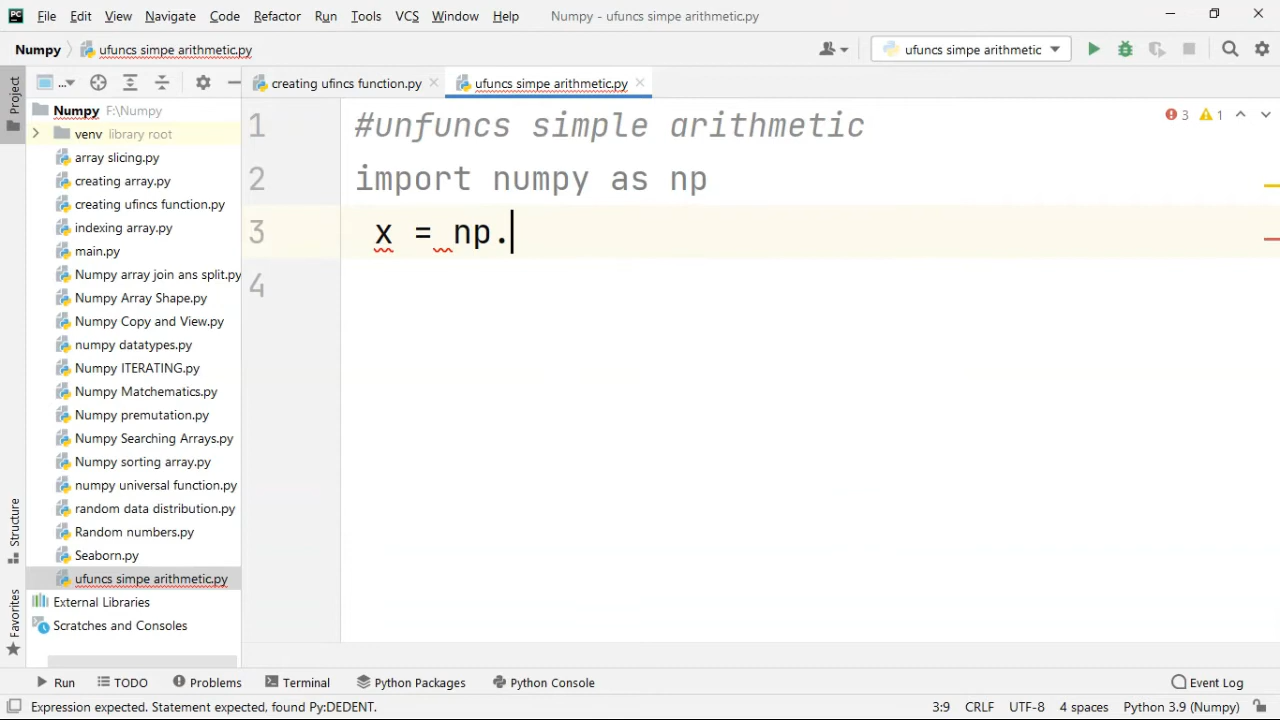 PC File Edit View Navigate Code Refactor Run Tools VCS Window Help Numpy - ufuncs simpe arithmetic.py
Numpy ufuncs simpe arithmetic.py ufuncs simpe arithmetic
Project ... creating ufincs function.py ufuncs simpe arithmetic.py
Numpy F:\Numpy
venv library root
array slicing.py
creating array.py
creating ufincs function.py
indexing array.py
main.py
Numpy array join ans split.py
Numpy Array Shape.py
Numpy Copy and View.py
numpy datatypes.py
Numpy ITERATING.py
Numpy Matchematics.py
Numpy premutation.py
Numpy Searching Arrays.py
Numpy sorting array.py
numpy universal function.py
random data distribution.py
Random numbers.py
Seaborn.py
ufuncs simpe arithmetic.py
External Libraries
Scratches and Consoles
1 #unfuncs simple arithmetic 3 1
2 import numpy as np
3 x = np.
4
Structure
Favorites
Run TODO Problems Terminal Python Packages Python Console Event Log
Expression expected. Statement expected, found Py:DEDENT. 3:9 CRLF UTF-8 4 spaces Python 3.9 (Numpy)